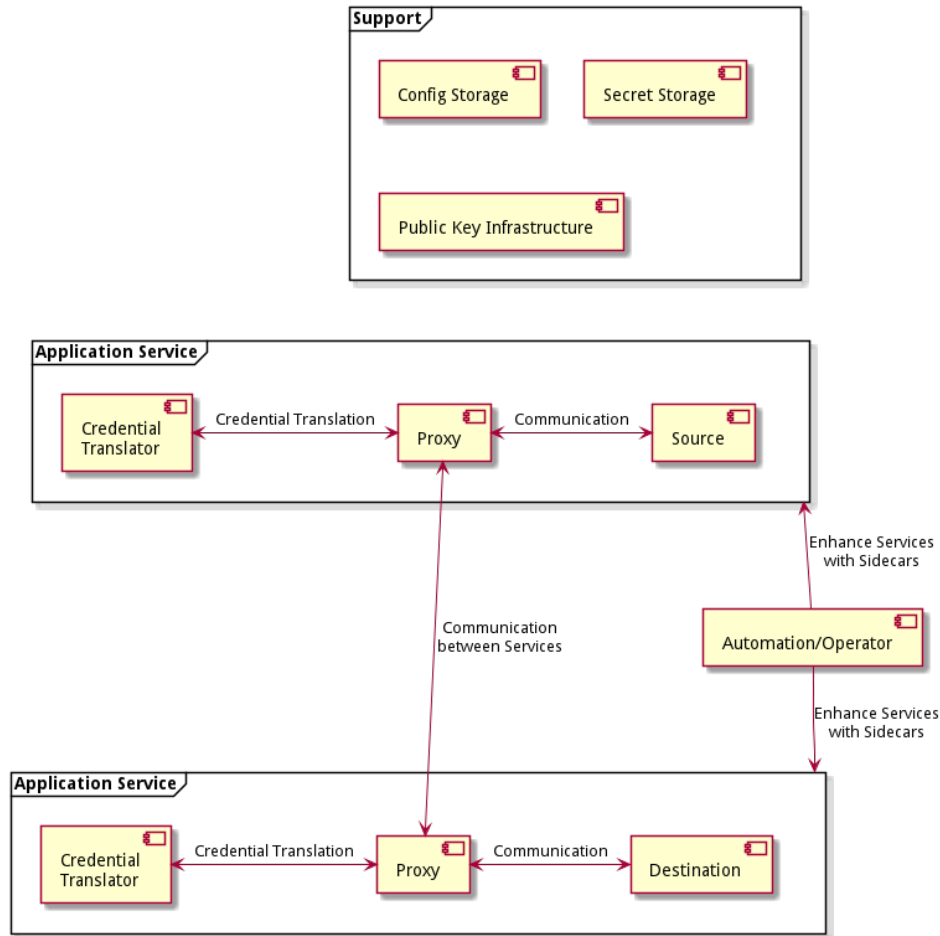 Support
Config Storage
Secret Storage
Public Key Infrastructure
Application Service
Credential
Translator
Credential Translation
Proxy
Communication
Source
Enhance Services
with Sidecars
Communication
between Services
Automation/Operator
Enhance Services
with Sidecars
Application Service
Credential
Translator
Credential Translation
Proxy
Communication
Destination